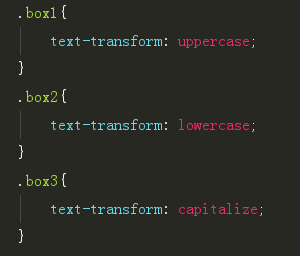 .box1{
    text-transform: uppercase;
}
.box2{
    text-transform: lowercase;
}
.box3{
    text-transform: capitalize;
}